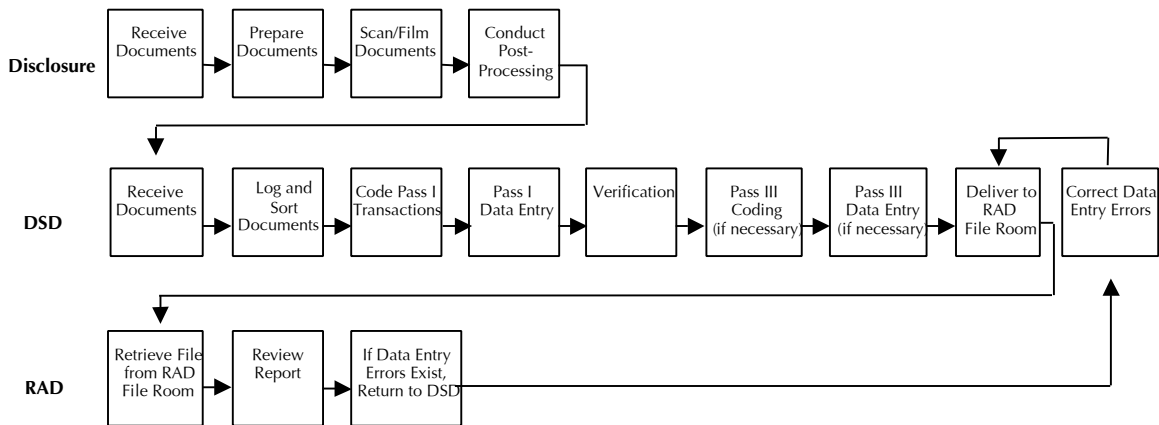 Disclosure
Receive
Documents
Prepare
Documents
Scan/Film
Documents
Conduct
Post-
Processing
DSD
Receive
Documents
Log and
Sort
Documents
Code Pass I
Transactions
Pass I
Data Entry
Verification
Pass III
Coding
(if necessary)
Pass III
Data Entry
(if necessary)
Deliver to
RAD
File Room
Correct Data
Entry Errors
RAD
Retrieve File
from RAD
File Room
Review
Report
If Data Entry
Errors Exist,
Return to DSD